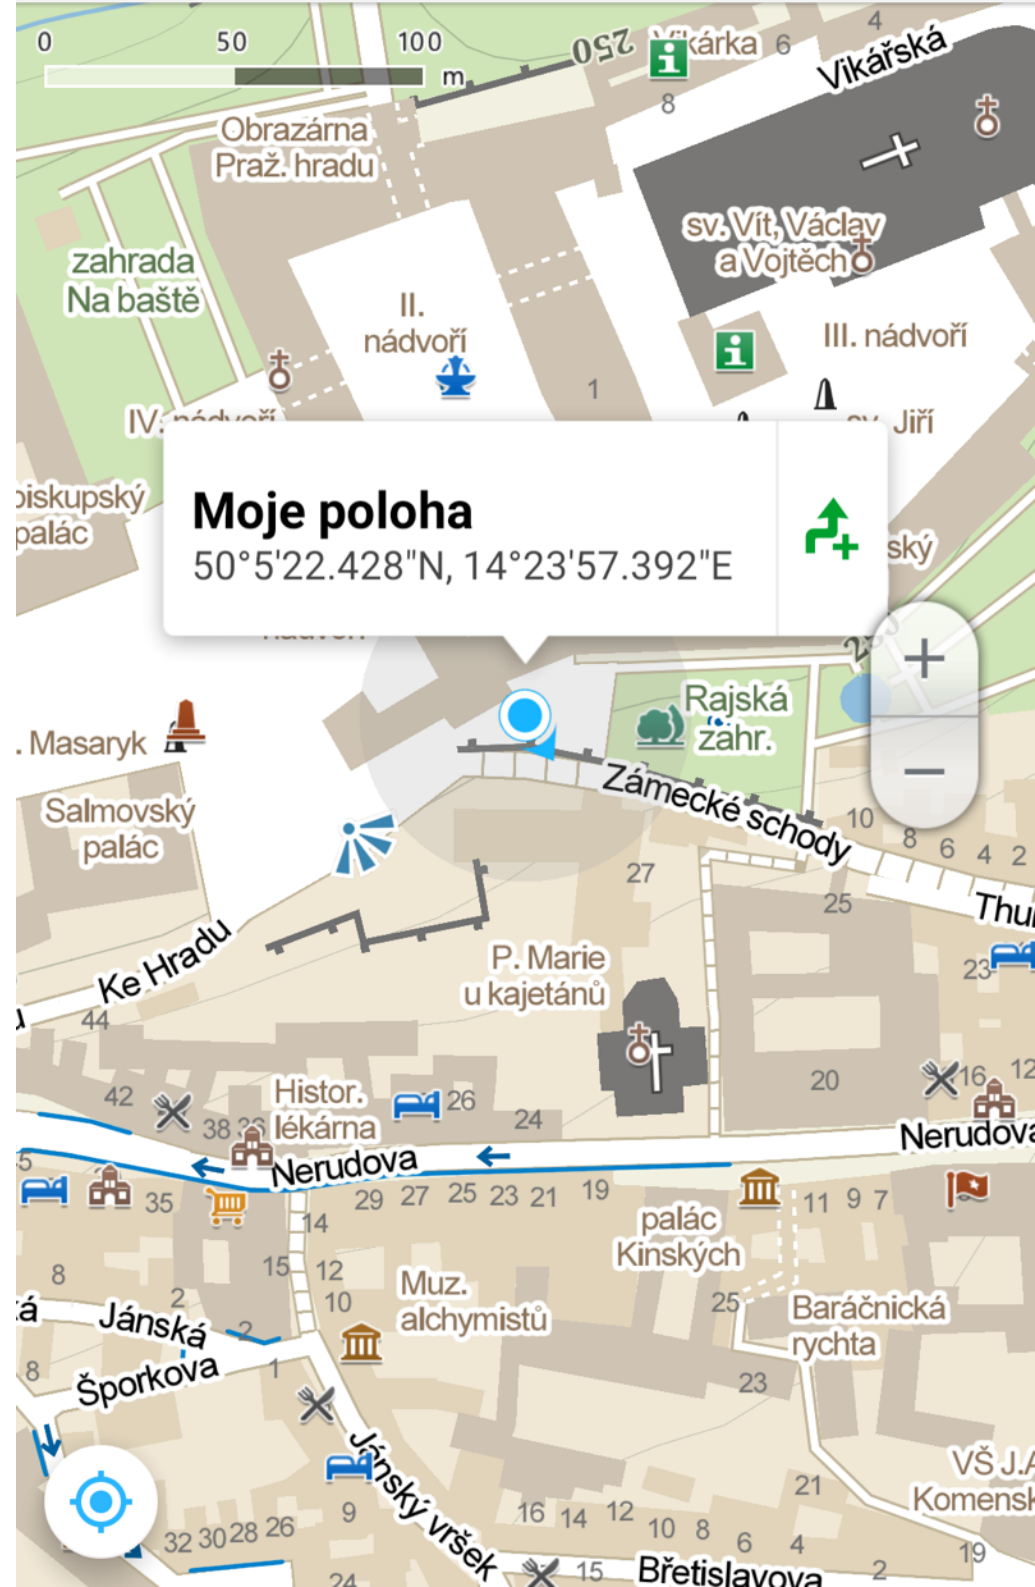 0 50 100 m
250
Vikárka 6
4
Vikářská
8
Obrazárna
Praž. hradu
sv. Vít, Václav
a Vojtěch
zahrada
Na baště
II.
nádvoří
III. nádvoří
1
IV. nádvoří
sv. Jiří
Moje poloha
50°5'22.428"N, 14°23'57.392"E
palác
ský
+
Rajská
zahr.
. Masaryk
−
Zámecké schody
Salmovský
palác
10
8
6
4
2
27
25
Ke Hradu
P. Marie
u kajetánů
23
44
42
Histor.
lékárna
26
24
20
16
12
38
36
Nerudova
Nerudova
35
29
27
25
23
21
19
11
9
7
14
palác
Kinských
15
12
8
10
Muz.
alchymistů
2
25
Baráčnická
rychta
Jánská
2
8
Šporkova
1
23
Jánský vršek
VŠ J.A
Komensk
21
9
16
14
12
10
8
6
4
2
19
32
30
28
26
24
15
Břetislavova